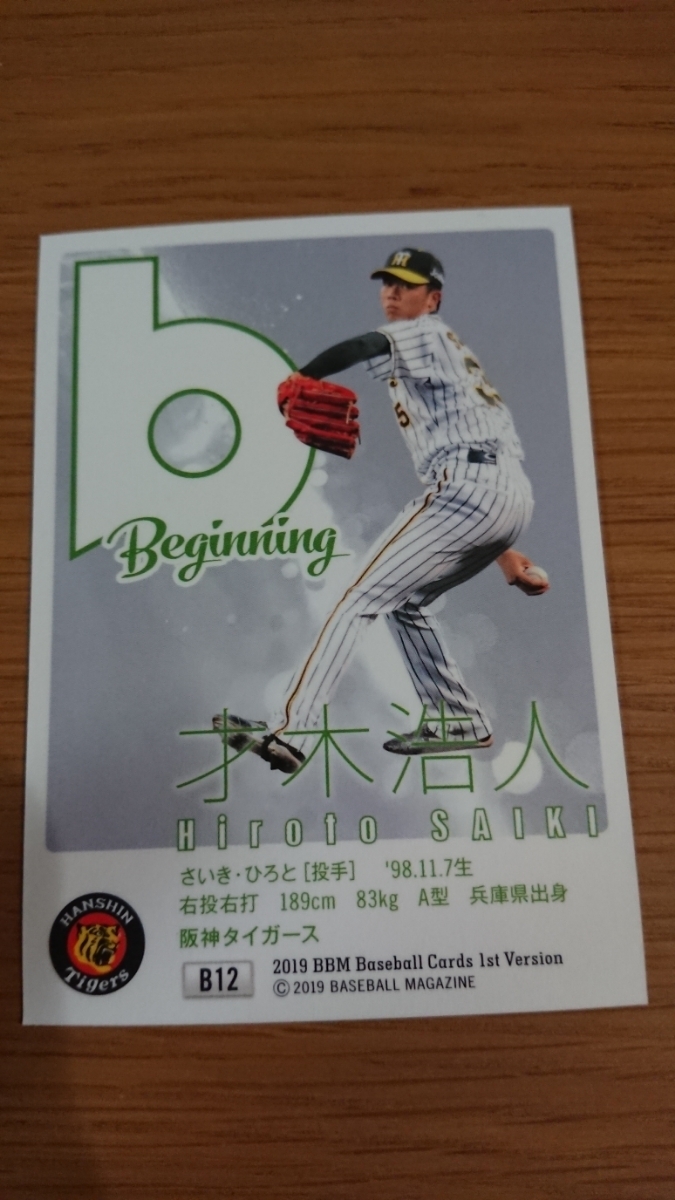 b
Beginning
才木浩人
Hiroto SAIKI
さいき・ひろと[投手] '98.11.7生
右投右打 189cm 83kg A型 兵庫県出身
阪神タイガース
HANSHIN
Tigers
B12
2019 BBM Baseball Cards 1st Version
© 2019 BASEBALL MAGAZINE